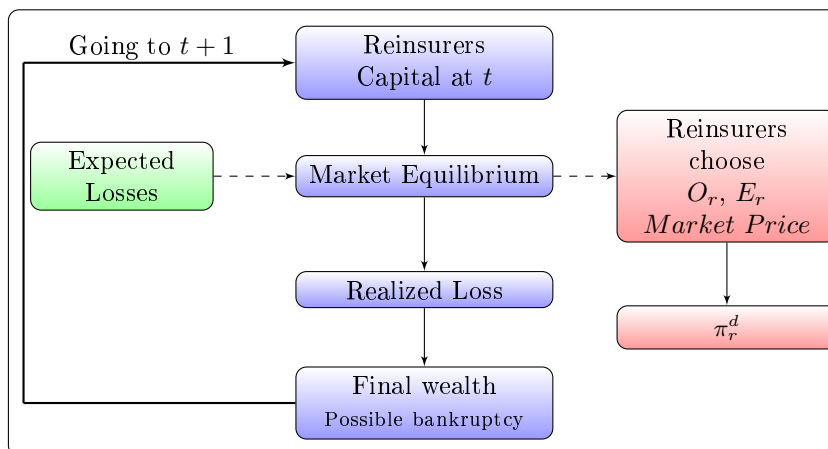 Going to t + 1
Reinsurers
Capital at t
Expected
Losses
Market Equilibrium
Reinsurers
choose
O_r, E_r
Market Price
Realized Loss
π_r^d
Final wealth
Possible bankruptcy